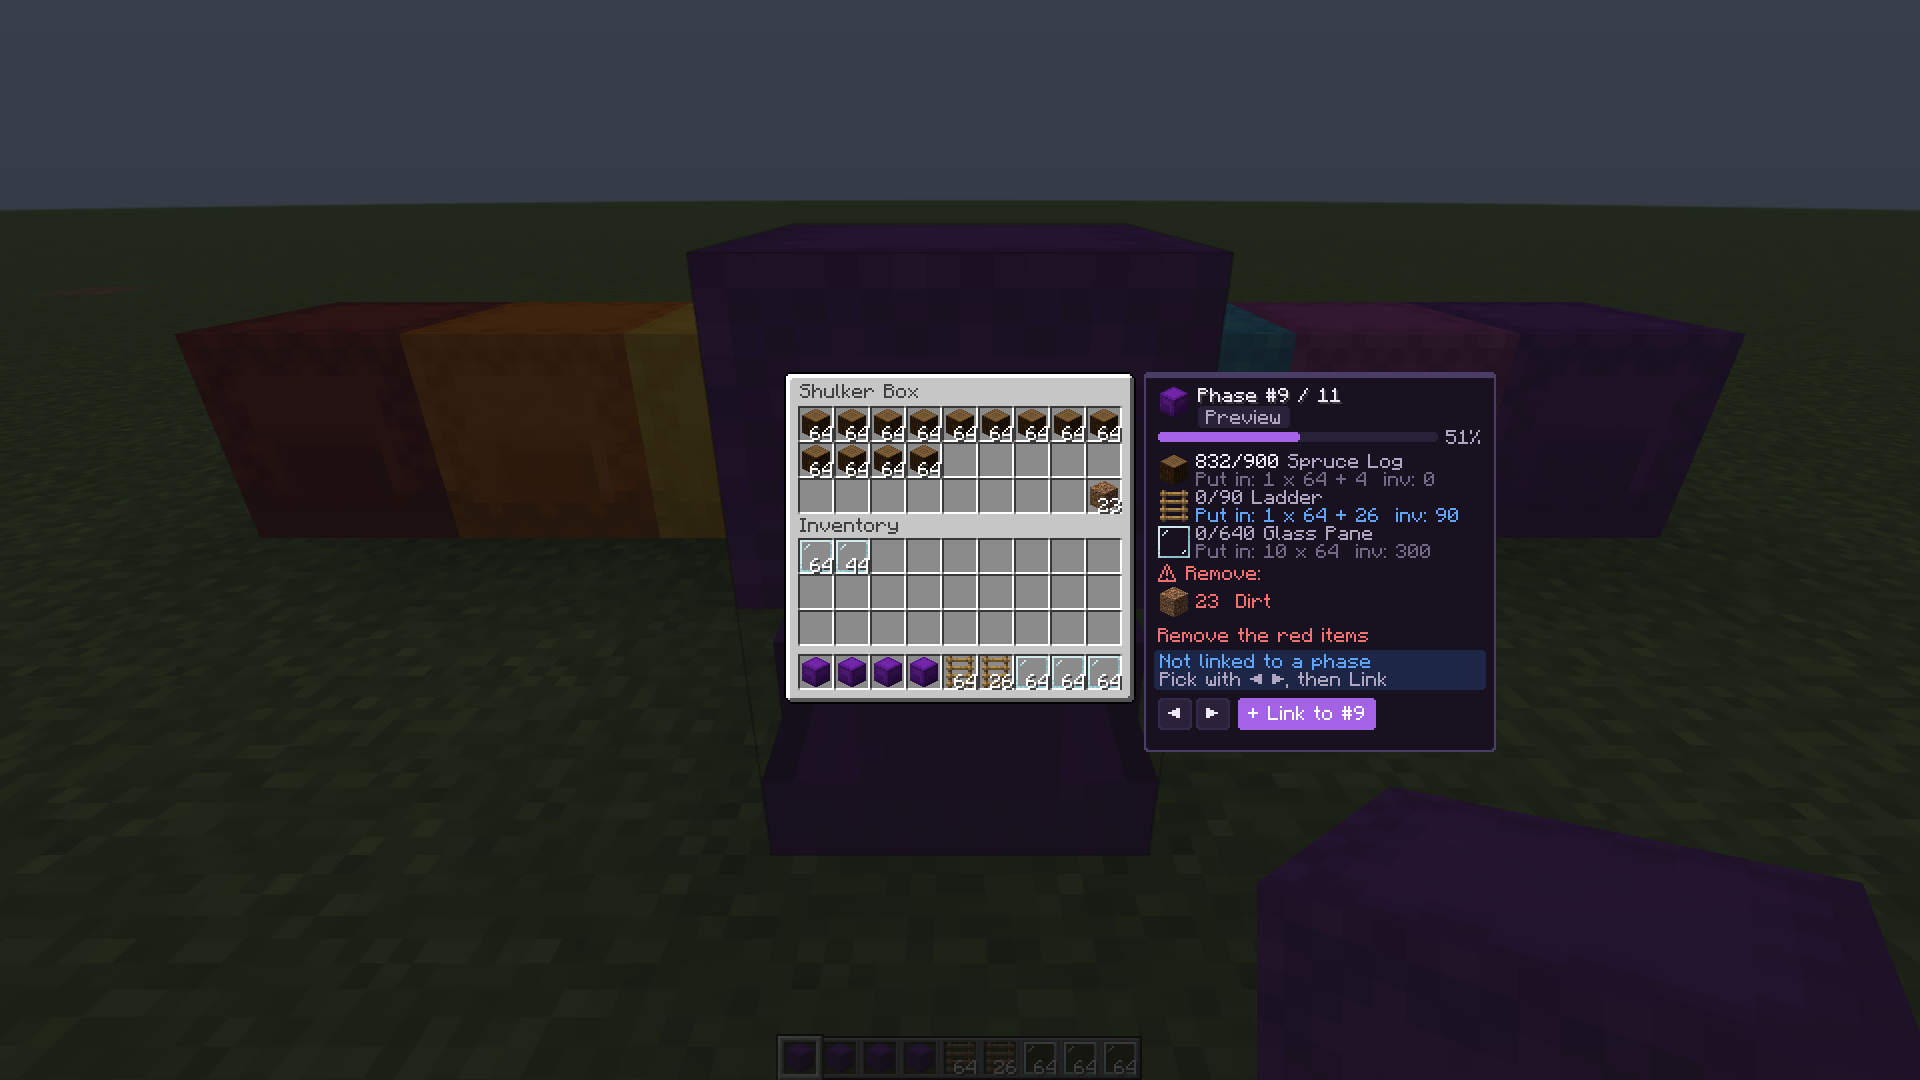 Shulker Box
64 64 64 64 64 64 64 64 64
64 64 64 64
23
Inventory
64 44
64 26 64 64 64
Phase #9 / 11
Preview
51%
832/900 Spruce Log
Put in: 1 x 64 + 4 inv: 0
0/90 Ladder
Put in: 1 x 64 + 26 inv: 90
0/640 Glass Pane
Put in: 10 x 64 inv: 300
⚠ Remove:
23 Dirt
Remove the red items
Not linked to a phase
Pick with ◄ ►, then Link
◄ ► + Link to #9
64 26 64 64 64